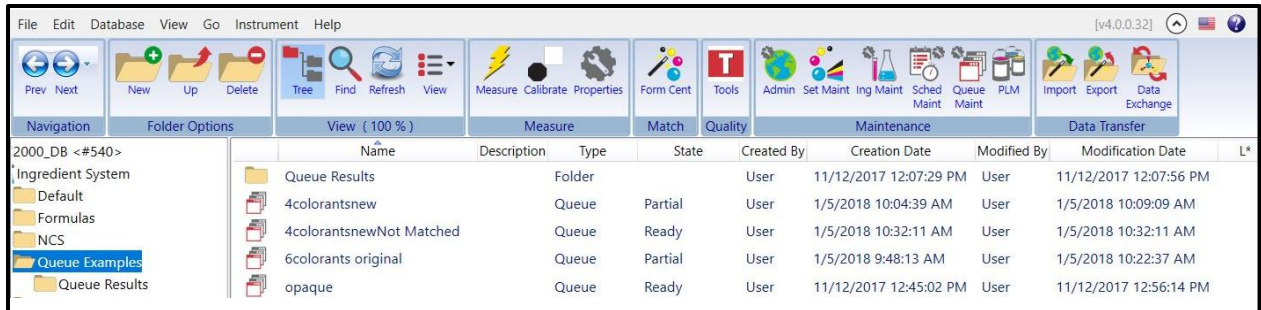 File Edit Database View Go Instrument Help [v4.0.0.32]
Prev Next New Up Delete Tree Find Refresh View Measure Calibrate Properties Form Cent Tools Admin Set Maint Ing Maint Sched Maint Queue Maint PLM Import Export Data Exchange
Navigation Folder Options View ( 100 % ) Measure Match Quality Maintenance Data Transfer
2000_DB <#540> Name Description Type State Created By Creation Date Modified By Modification Date L*
Ingredient System Queue Results Folder User 11/12/2017 12:07:29 PM User 11/12/2017 12:07:56 PM
Default 4colorantsnew Queue Partial User 1/5/2018 10:04:39 AM User 1/5/2018 10:09:09 AM
Formulas
NCS 4colorantsnewNot Matched Queue Ready User 1/5/2018 10:32:11 AM User 1/5/2018 10:32:11 AM
Queue Examples 6colorants original Queue Partial User 1/5/2018 9:48:13 AM User 1/5/2018 10:22:37 AM
Queue Results opaque Queue Ready User 11/12/2017 12:45:02 PM User 11/12/2017 12:56:14 PM